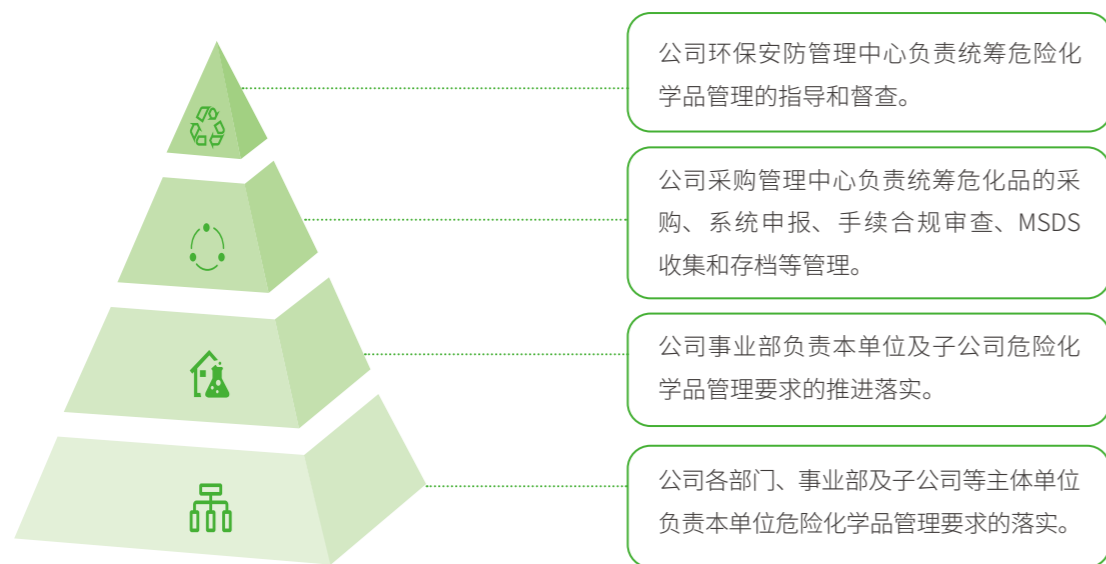 公司环保安防管理中心负责统筹危险化
学品管理的指导和督查。
公司采购管理中心负责统筹危化品的采
购、系统申报、手续合规审查、MSDS
收集和存档等管理。
公司事业部负责本单位及子公司危险化
学品管理要求的推进落实。
公司各部门、事业部及子公司等主体单位
负责本单位危险化学品管理要求的落实。